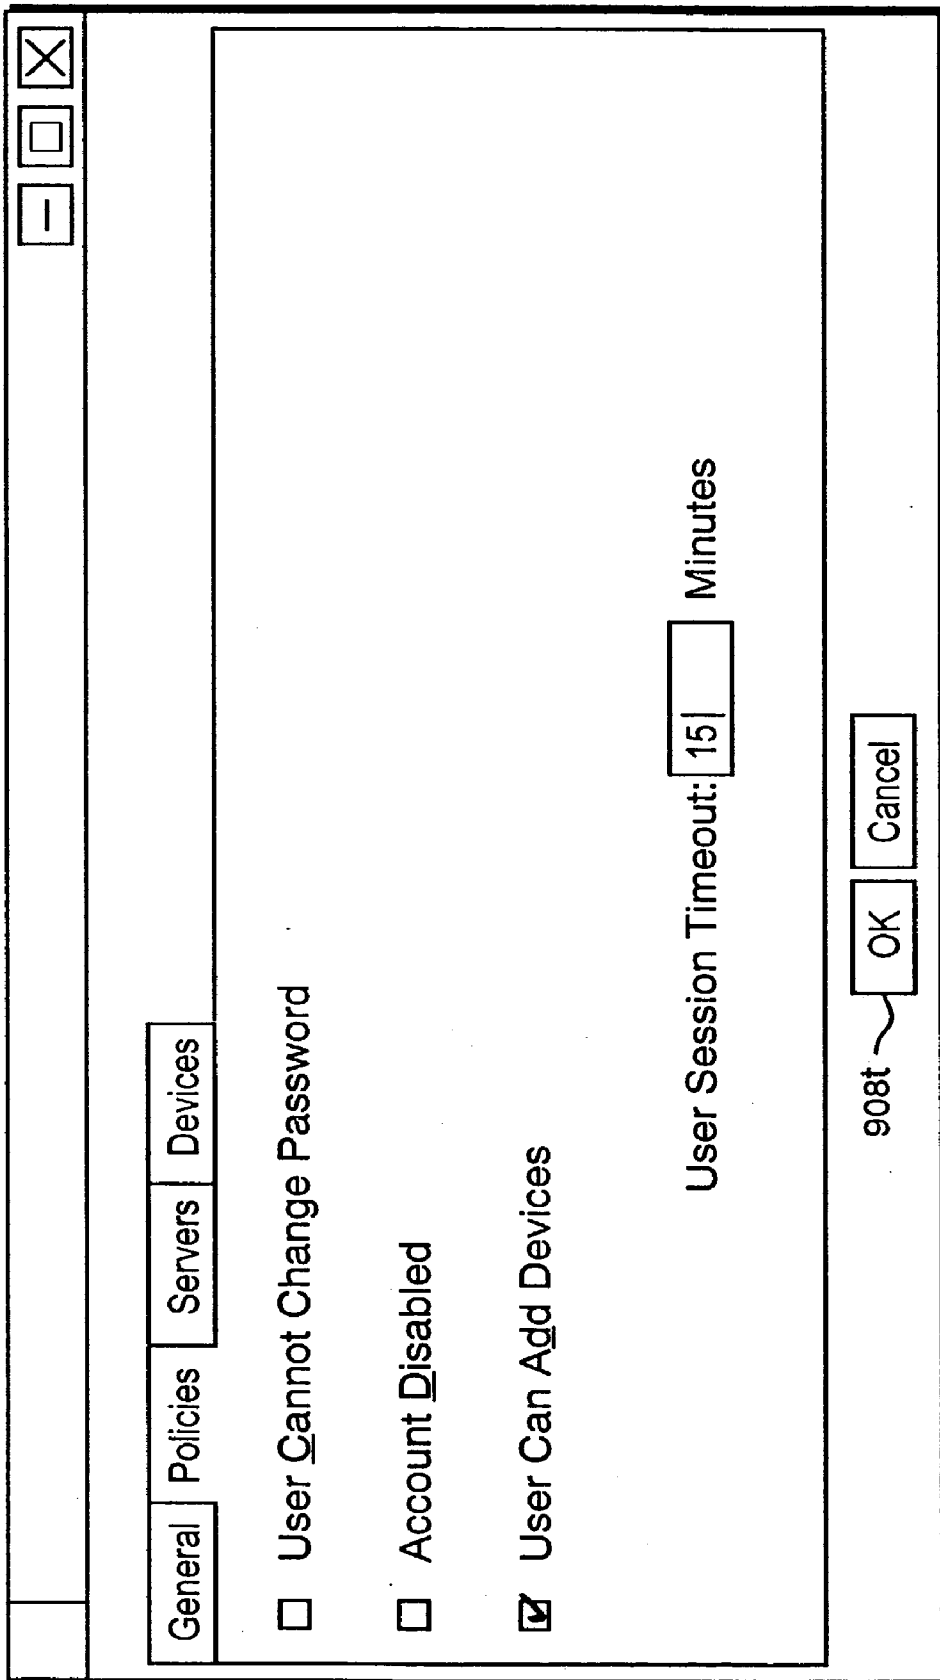 General Policies Servers Devices
User Cannot Change Password
Account Disabled
User Can Add Devices
User Session Timeout: 15 Minutes
908t OK Cancel